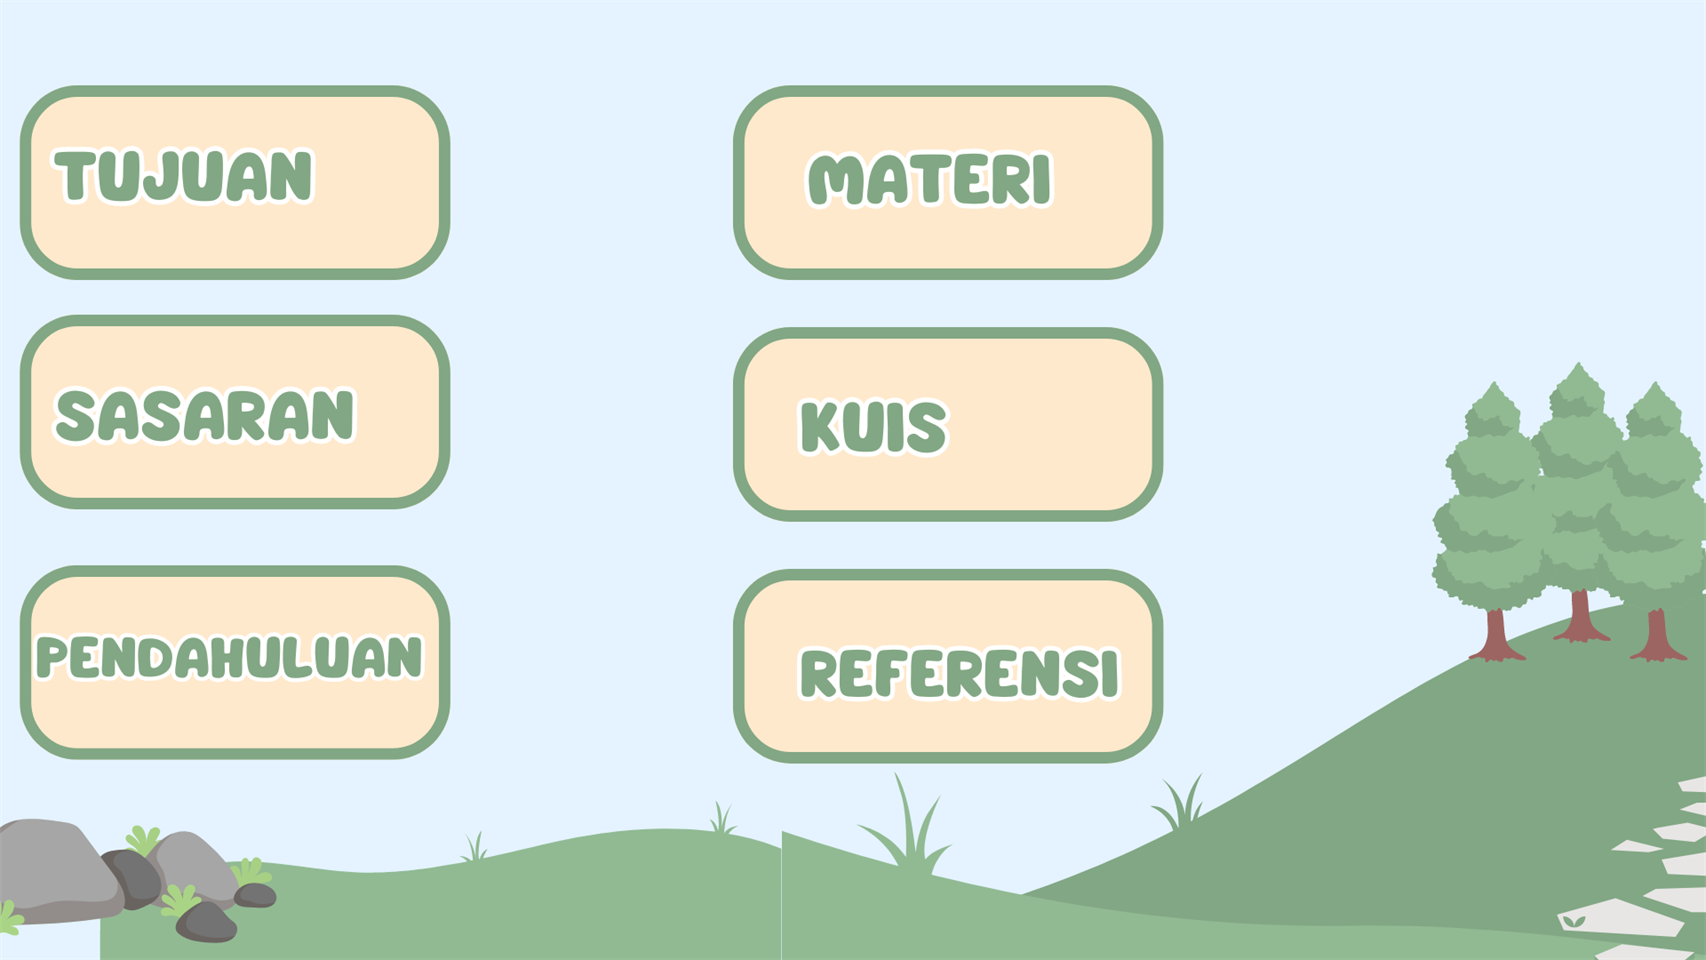 TUJUAN
SASARAN
PENDAHULUAN
MATERI
KUIS
REFERENSI